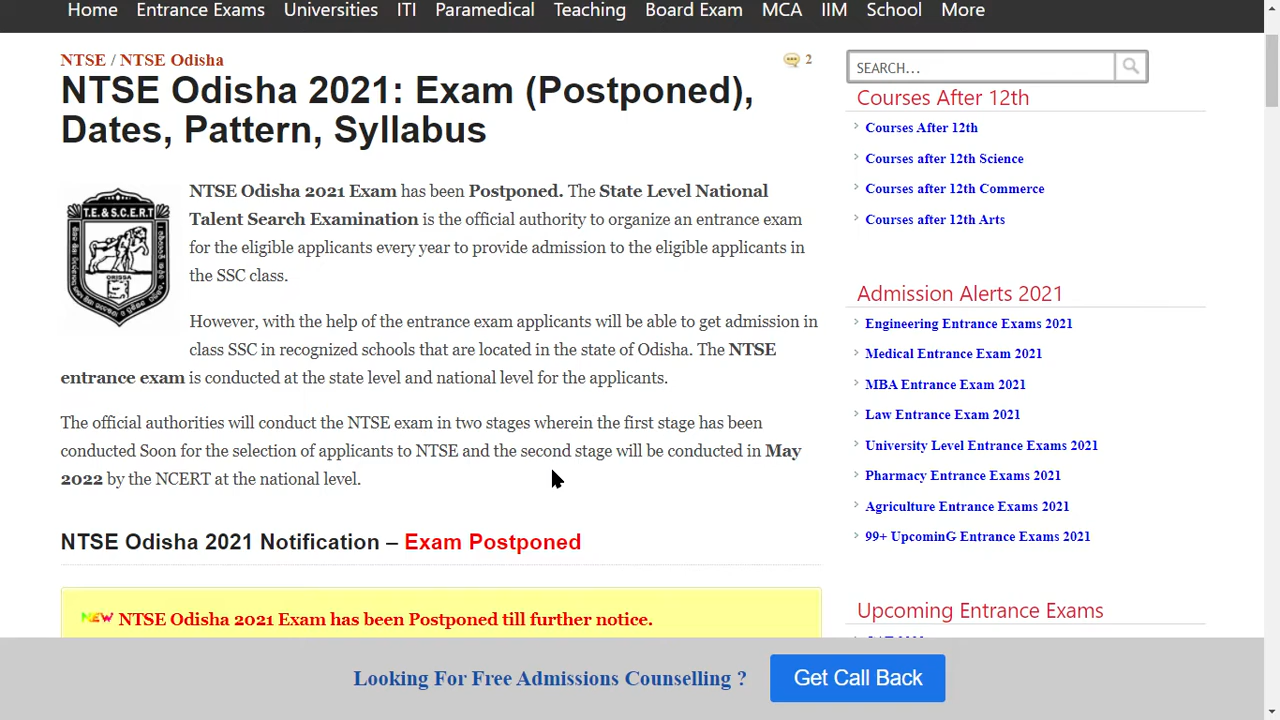 Home Entrance Exams Universities ITI Paramedical Teaching Board Exam MCA IIM School More
NTSE / NTSE Odisha
2
NTSE Odisha 2021: Exam (Postponed),
Dates, Pattern, Syllabus
T.E & S.C.E.R.T
ORISSA
NTSE Odisha 2021 Exam has been Postponed. The State Level National
Talent Search Examination is the official authority to organize an entrance exam
for the eligible applicants every year to provide admission to the eligible applicants in
the SSC class.
However, with the help of the entrance exam applicants will be able to get admission in
class SSC in recognized schools that are located in the state of Odisha. The NTSE
entrance exam is conducted at the state level and national level for the applicants.
The official authorities will conduct the NTSE exam in two stages wherein the first stage has been
conducted Soon for the selection of applicants to NTSE and the second stage will be conducted in May
2022 by the NCERT at the national level.
NTSE Odisha 2021 Notification – Exam Postponed
NEW NTSE Odisha 2021 Exam has been Postponed till further notice.
SEARCH...
Courses After 12th
Courses After 12th
Courses after 12th Science
Courses after 12th Commerce
Courses after 12th Arts
Admission Alerts 2021
Engineering Entrance Exams 2021
Medical Entrance Exam 2021
MBA Entrance Exam 2021
Law Entrance Exam 2021
University Level Entrance Exams 2021
Pharmacy Entrance Exams 2021
Agriculture Entrance Exams 2021
99+ UpcominG Entrance Exams 2021
Upcoming Entrance Exams
Looking For Free Admissions Counselling ?
Get Call Back